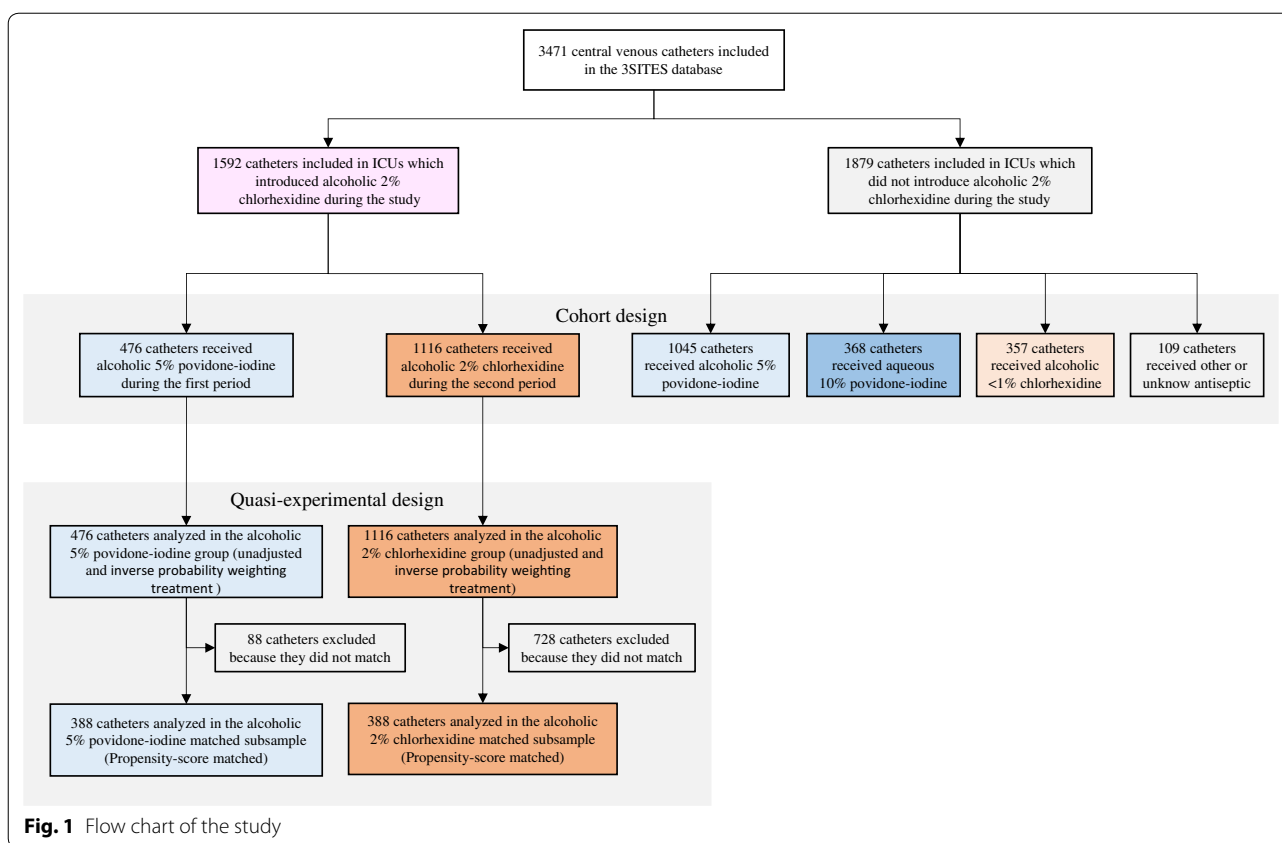 3471 central venous catheters included
in the 3SITES database
1592 catheters included in ICUs which
introduced alcoholic 2%
chlorhexidine during the study
1879 catheters included in ICUs which
did not introduce alcoholic 2%
chlorhexidine during the study
Cohort design
476 catheters received
alcoholic 5% povidone-iodine
during the first period
1116 catheters received
alcoholic 2% chlorhexidine
during the second period
1045 catheters
received alcoholic 5%
povidone-iodine
368 catheters
received aqueous
10% povidone-iodine
357 catheters
received alcoholic
<1% chlorhexidine
109 catheters
received other or
unknow antiseptic
Quasi-experimental design
476 catheters analyzed in the alcoholic
5% povidone-iodine group (unadjusted
and inverse probability weighting
treatment )
1116 catheters analyzed in the alcoholic
2% chlorhexidine group (unadjusted and
inverse probability weighting
treatment)
88 catheters excluded
because they did not match
728 catheters excluded
because they did not match
388 catheters analyzed in the alcoholic
5% povidone-iodine matched subsample
(Propensity-score matched)
388 catheters analyzed in the alcoholic
2% chlorhexidine matched subsample
(Propensity-score matched)
Fig. 1 Flow chart of the study